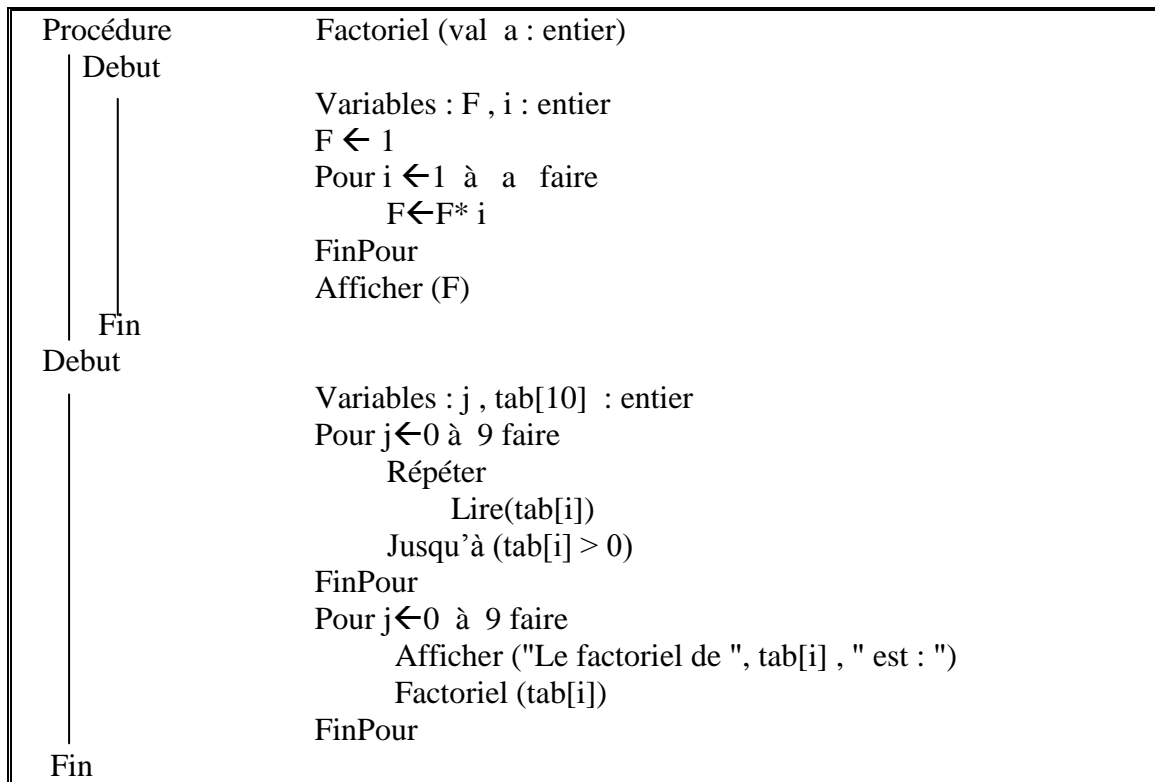 Procédure Factoriel (val a : entier)
Debut
Variables : F , i : entier
F ← 1
Pour i ←1 à a faire
F←F* i
FinPour
Afficher (F)
Fin
Debut
Variables : j , tab[10] : entier
Pour j←0 à 9 faire
Répéter
Lire(tab[i])
Jusqu’à (tab[i] > 0)
FinPour
Pour j←0 à 9 faire
Afficher ("Le factoriel de ", tab[i] , " est : ")
Factoriel (tab[i])
FinPour
Fin